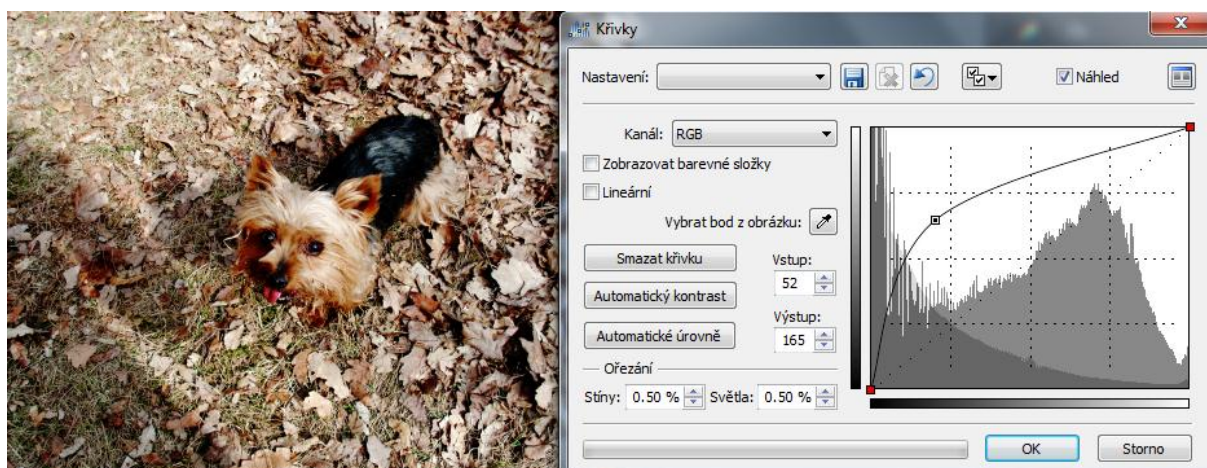 Křivky
Nastavení:
Náhled
Kanál: RGB
Zobrazovat barevné složky
Lineární
Vybrat bod z obrázku:
Smazat křivku
Vstup:
52
Automatický kontrast
Výstup:
Automatické úrovně
165
Ořezání
Stíny: 0.50 % Světla: 0.50 %
OK
Storno